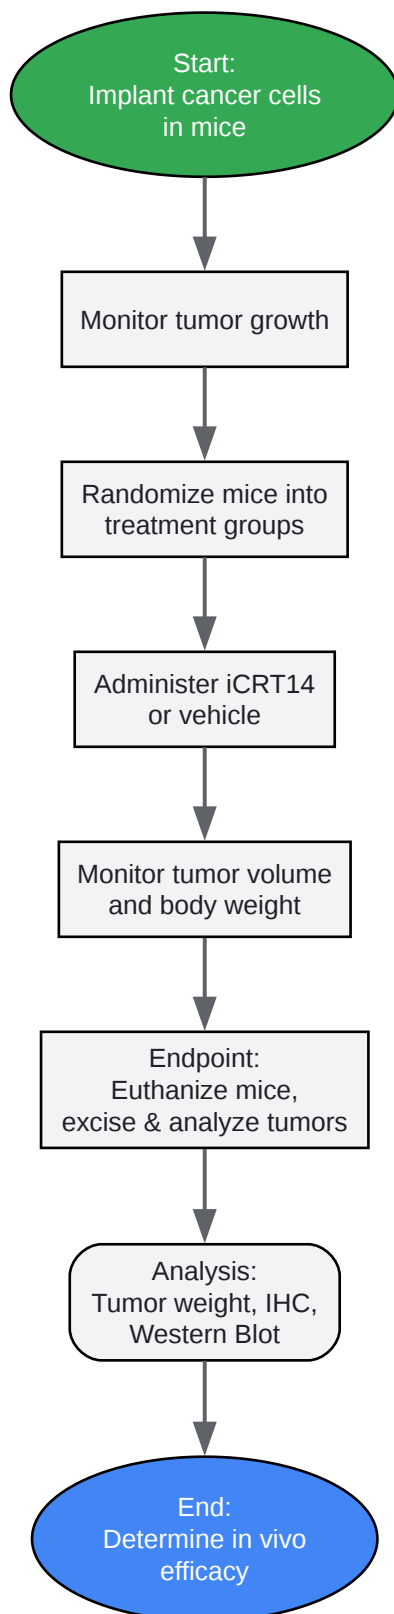 Start:
Implant cancer cells
in mice
Monitor tumor growth
Randomize mice into
treatment groups
Administer iCRT14
or vehicle
Monitor tumor volume
and body weight
Endpoint:
Euthanize mice,
excise & analyze tumors
Analysis:
Tumor weight, IHC,
Western Blot
End:
Determine in vivo
efficacy